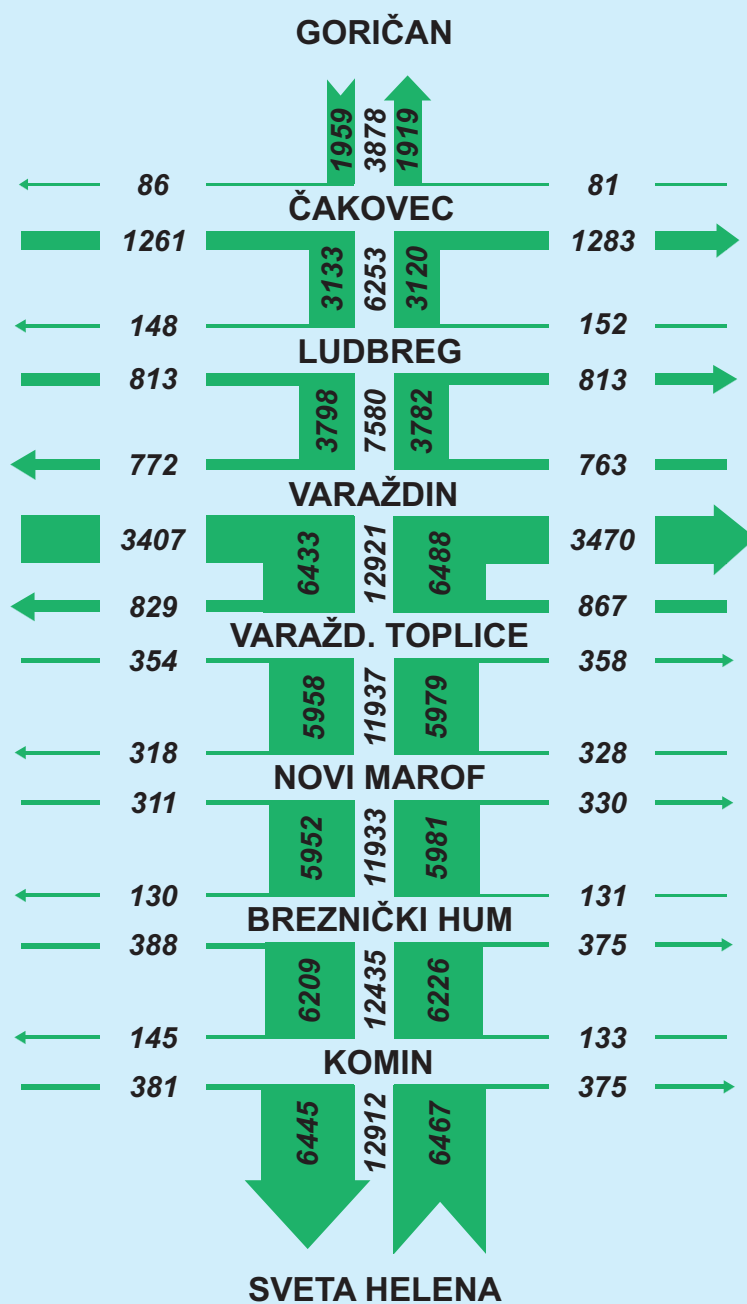 GORIČAN
1959 3878 1919
86 81
ČAKOVEC
1261 1283
3133 6253 3120
148 152
LUDBREG
813 813
3798 7580 3782
772 763
VARAŽDIN
3407 3470
6433 12921 6488
829 867
VARAŽD. TOPLICE
354 358
5958 11937 5979
318 328
NOVI MAROF
311 330
5952 11933 5981
130 131
BREZNIČKI HUM
388 375
6209 12435 6226
145 133
KOMIN
381 375
6445 12912 6467
SVETA HELENA